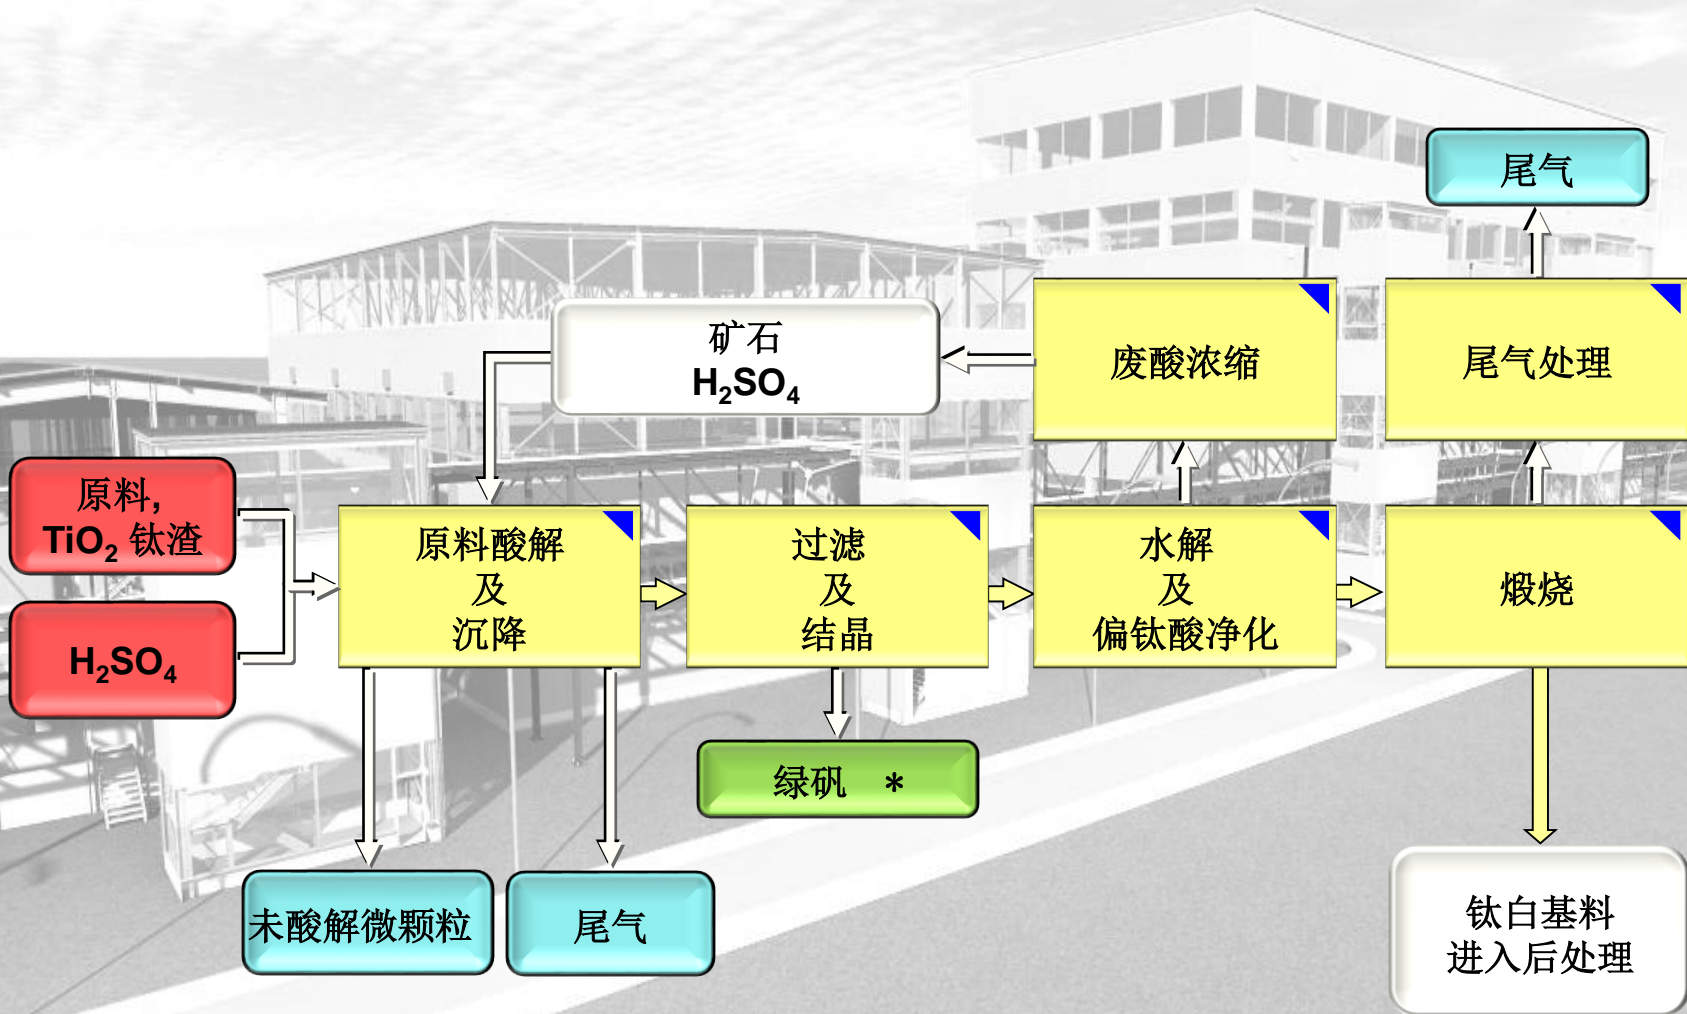 尾气
矿石
H₂SO₄
废酸浓缩
尾气处理
原料,
TiO₂ 钛渣
H₂SO₄
原料酸解
及
沉降
过滤
及
结晶
水解
及
偏钛酸净化
煅烧
绿矾 *
未酸解微颗粒
尾气
钛白基料
进入后处理